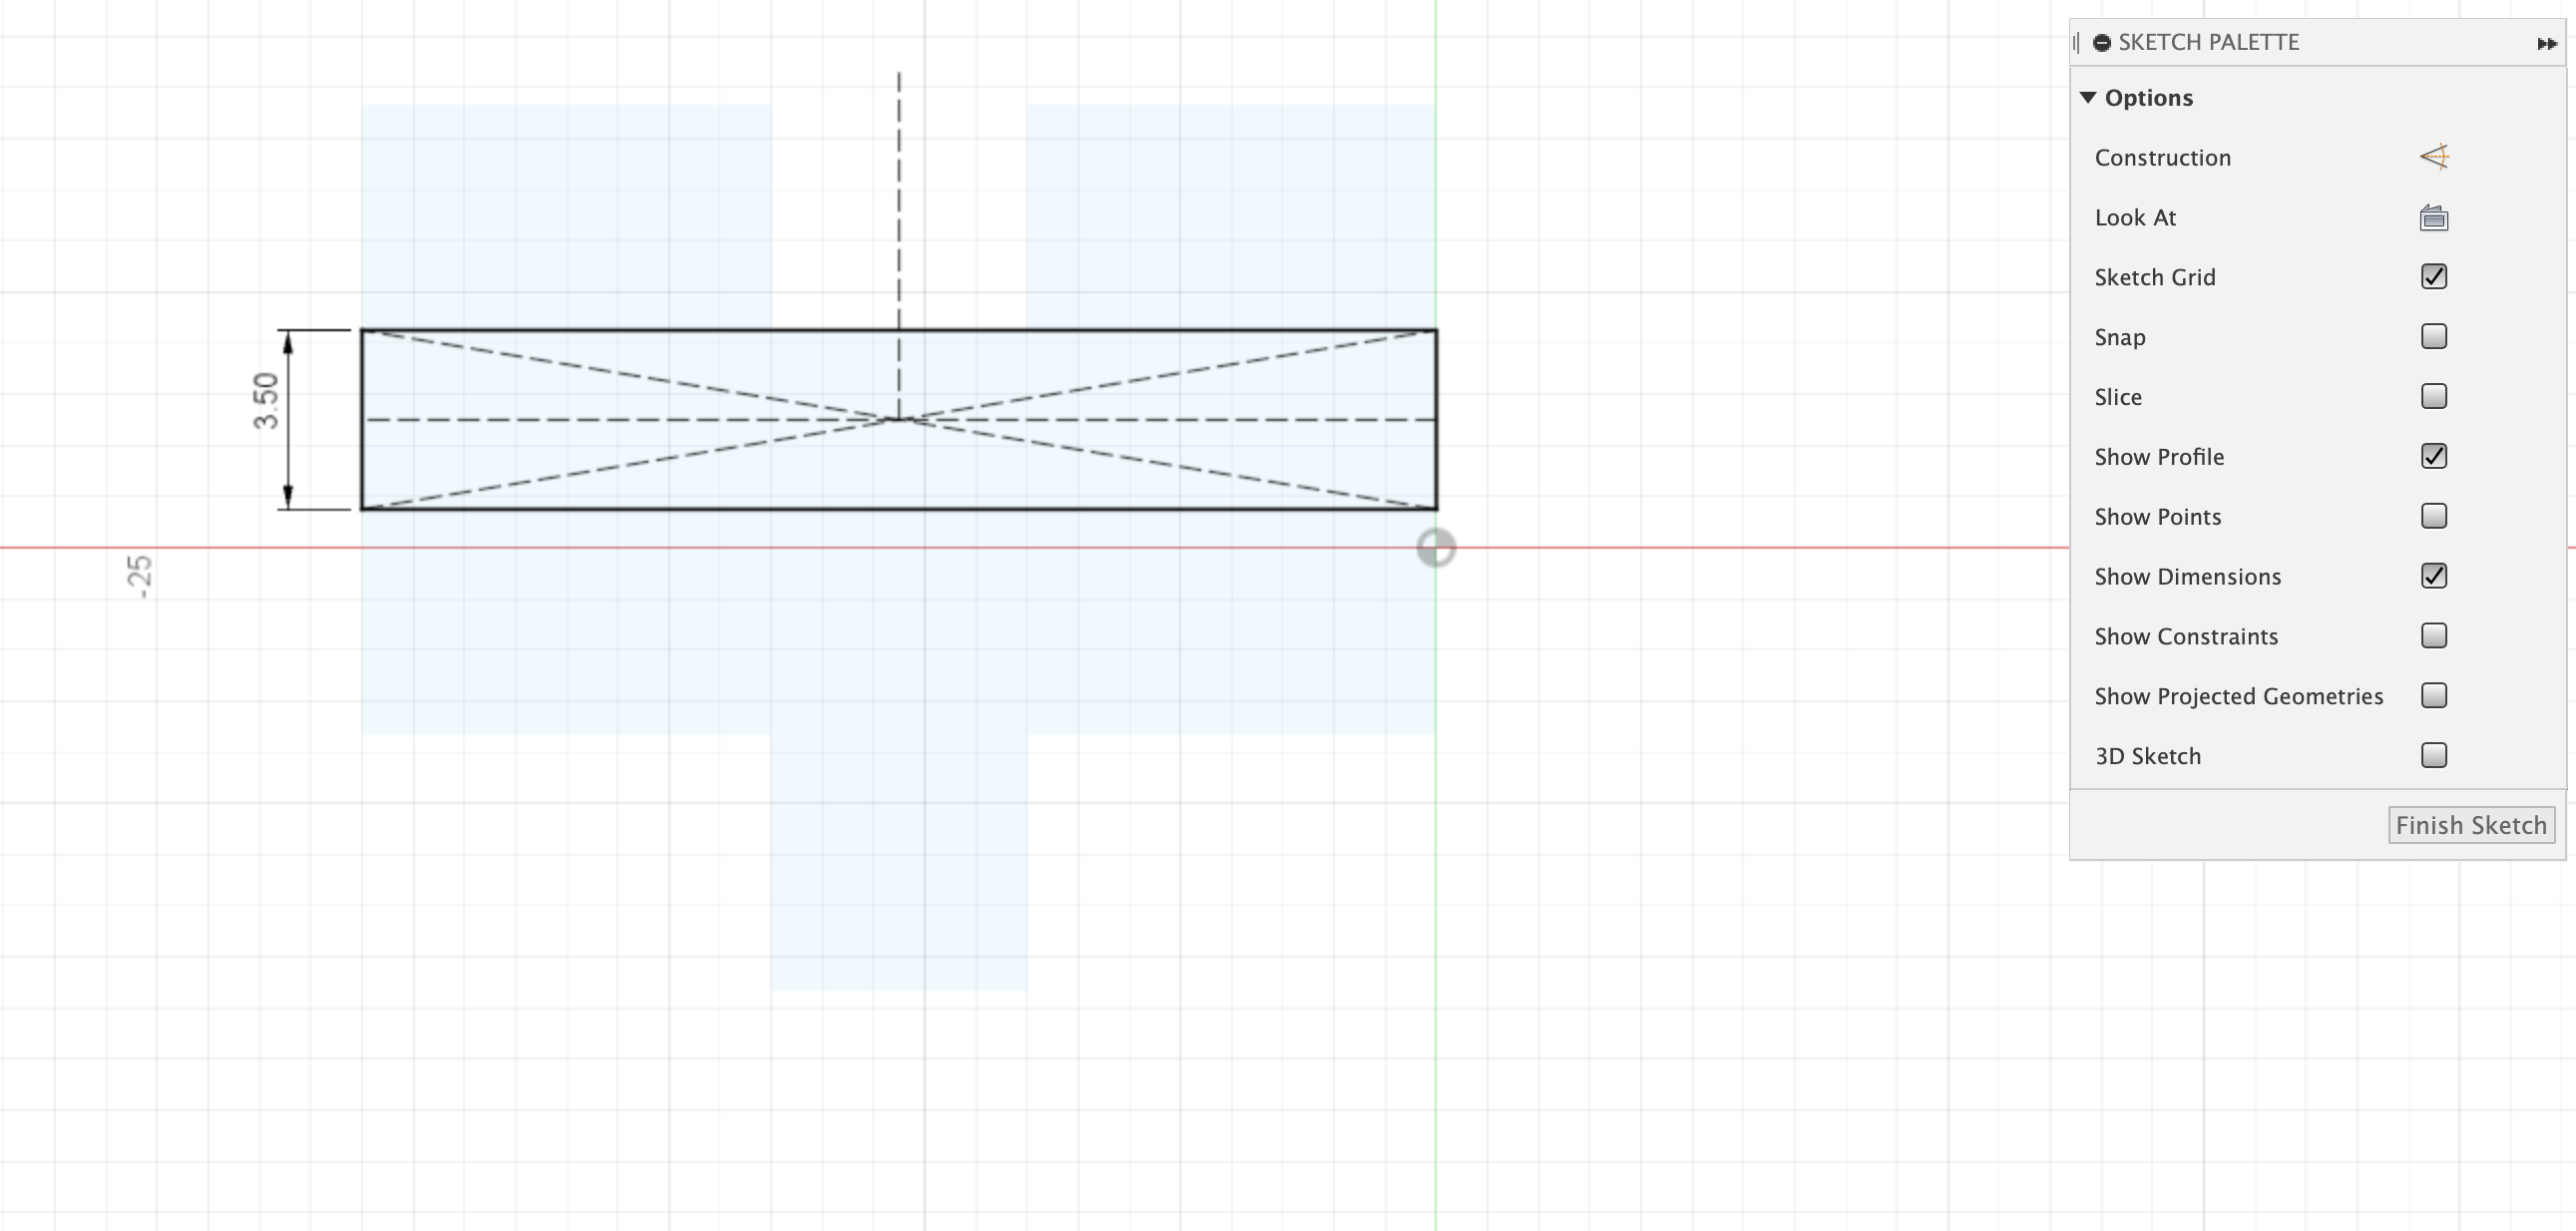 SKETCH PALETTE
Options
Construction
Look At
Sketch Grid
Snap
Slice
Show Profile
Show Points
Show Dimensions
Show Constraints
Show Projected Geometries
3D Sketch
Finish Sketch
3.50
-25